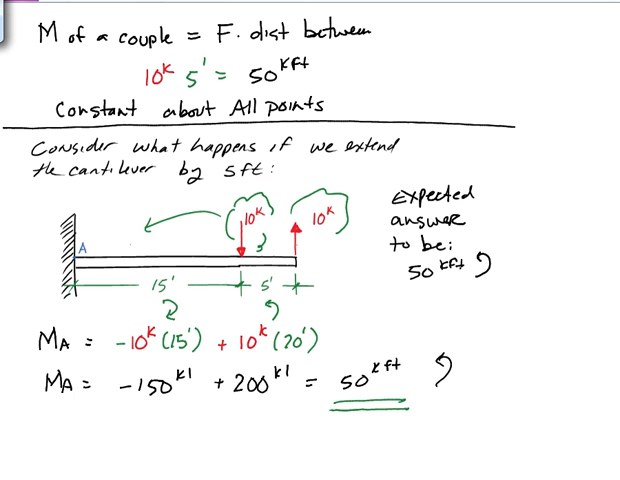 M of a couple = F. dist between
10ᵏ 5' = 50ᵏᶠᵗ
Constant about All points
Consider what happens if we extend
the cantilever by 5ft:
10ᵏ 10ᵏ
A
15' 5'
Expected
answer
to be:
50ᵏᶠᵗ
MA = -10ᵏ(15') + 10ᵏ(20')
MA = -150ᵏ' + 200ᵏ' = 50ᵏᶠᵗ